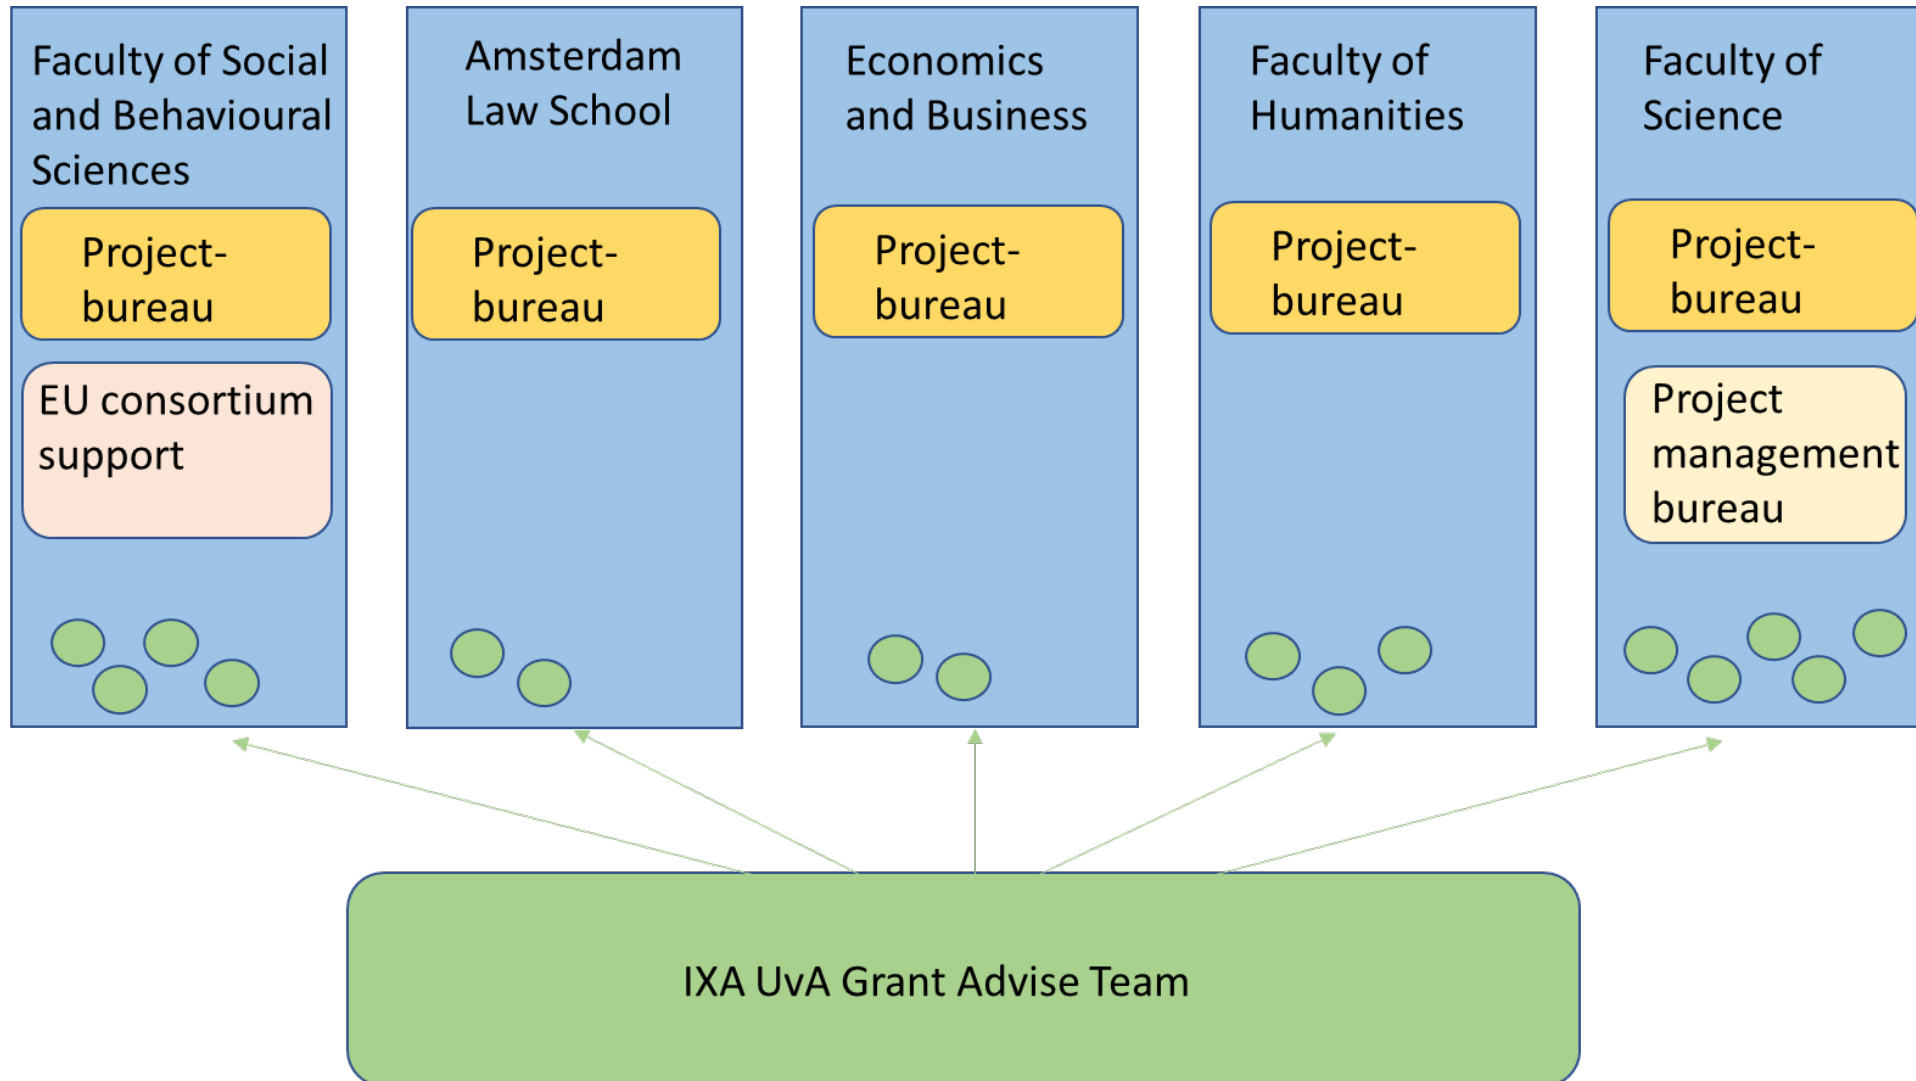 Faculty of Social
and Behavioural
Sciences
Project-
bureau
EU consortium
support
Amsterdam
Law School
Project-
bureau
Economics
and Business
Project-
bureau
Faculty of
Humanities
Project-
bureau
Faculty of
Science
Project-
bureau
Project
management
bureau
IXA UvA Grant Advise Team